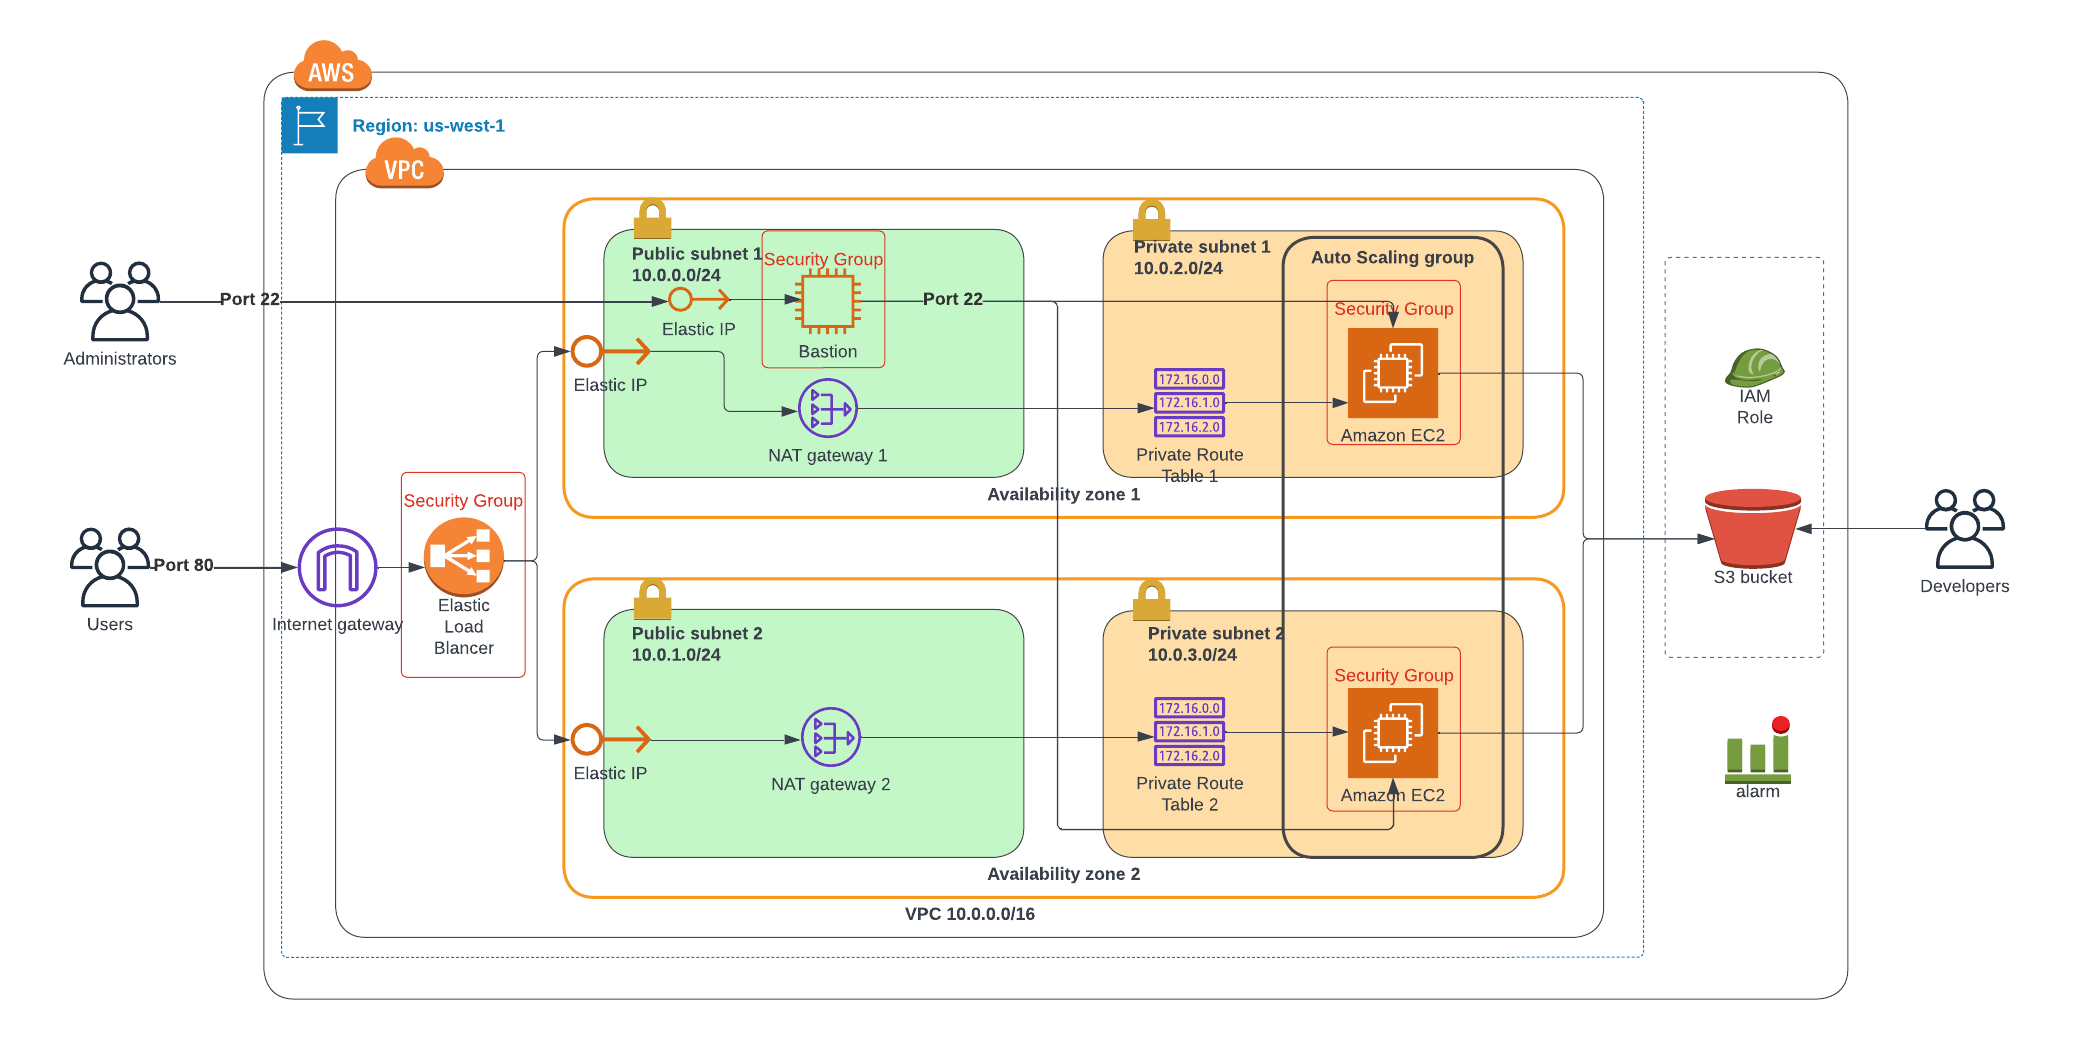 AWS
Region: us-west-1
VPC
Public subnet 1
10.0.0.0/24
Security Group
Elastic IP
Bastion
Port 22
Port 22
Administrators
Elastic IP
NAT gateway 1
Private subnet 1
10.0.2.0/24
Auto Scaling group
Security Group
Amazon EC2
172.16.0.0
172.16.1.0
172.16.2.0
Private Route
Table 1
Availability zone 1
IAM
Role
Security Group
Elastic
Load
Blancer
Port 80
Users
Internet gateway
S3 bucket
Developers
Public subnet 2
10.0.1.0/24
Elastic IP
NAT gateway 2
Private subnet 2
10.0.3.0/24
Security Group
Amazon EC2
172.16.0.0
172.16.1.0
172.16.2.0
Private Route
Table 2
alarm
Availability zone 2
VPC 10.0.0.0/16